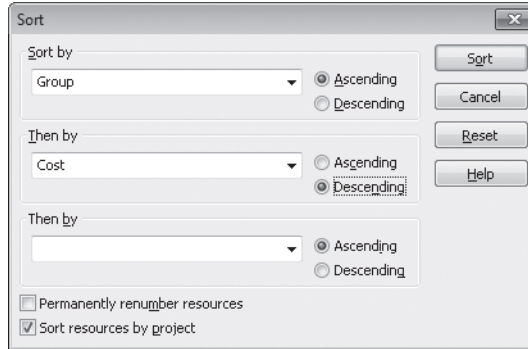 Sort
Sort by
Group
Ascending
Descending
Then by
Cost
Ascending
Descending
Then by
Ascending
Descending
Permanently renumber resources
Sort resources by project
Sort
Cancel
Reset
Help